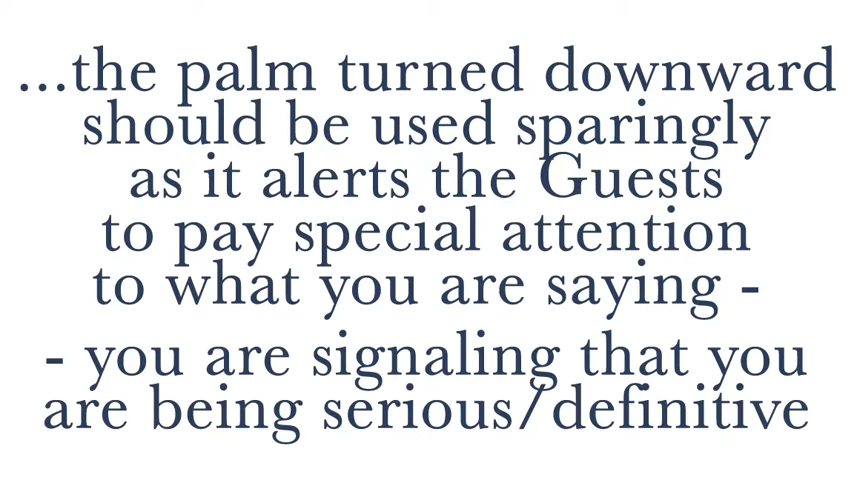 ...the palm turned downward
should be used sparingly
as it alerts the Guests
to pay special attention
to what you are saying -
- you are signaling that you
are being serious/definitive